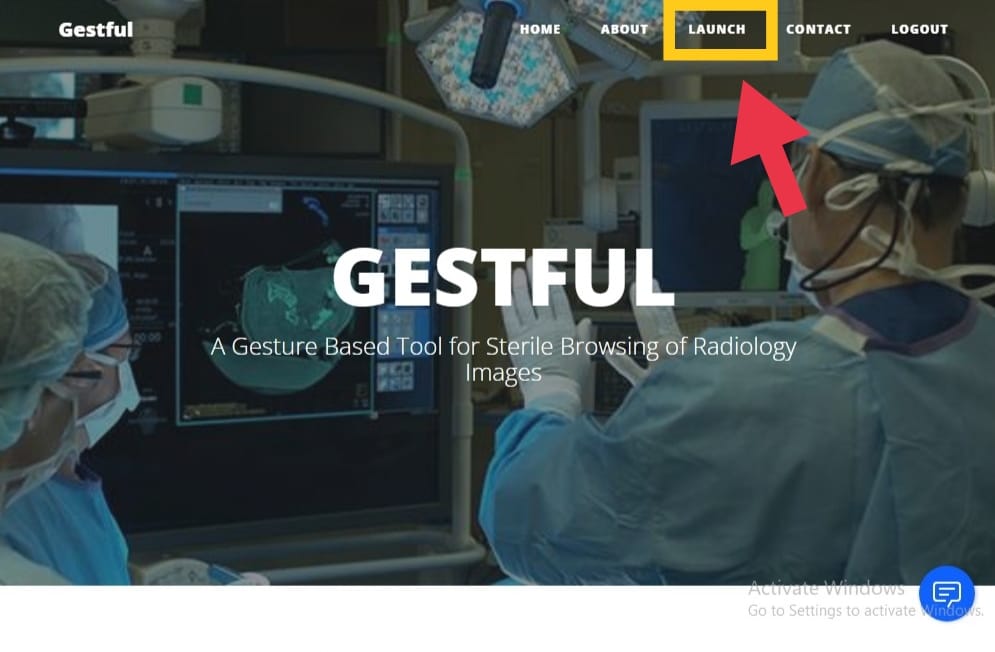 Gestful
HOME ABOUT LAUNCH CONTACT LOGOUT
GESTFUL
A Gesture Based Tool for Sterile Browsing of Radiology
Images
Activate Windows
Go to Settings to activate Windows.